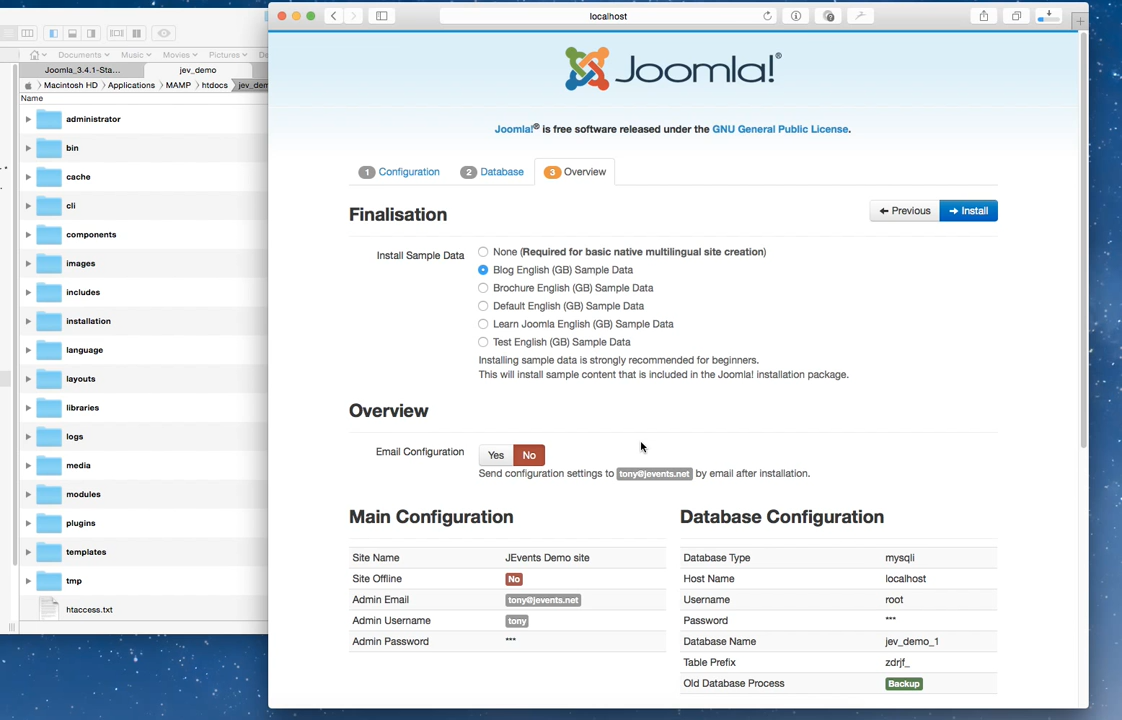 localhost
Documents Music Movies Pictures
Joomla_3.4.1-Sta... jev_demo
Macintosh HD Applications MAMP htdocs
Name
administrator
bin
cache
cli
components
images
includes
installation
language
layouts
libraries
logs
media
modules
plugins
templates
tmp
htaccess.txt
Joomla!®
Joomla!® is free software released under the GNU General Public License.
1 Configuration 2 Database 3 Overview
Finalisation
← Previous → Install
Install Sample Data
None (Required for basic native multilingual site creation)
Blog English (GB) Sample Data
Brochure English (GB) Sample Data
Default English (GB) Sample Data
Learn Joomla English (GB) Sample Data
Test English (GB) Sample Data
Installing sample data is strongly recommended for beginners.
This will install sample content that is included in the Joomla! installation package.
Overview
Email Configuration Yes No
Send configuration settings to tony@jevents.net by email after installation.
Main Configuration
Site Name JEvents Demo site
Site Offline No
Admin Email tony@jevents.net
Admin Username tony
Admin Password ***
Database Configuration
Database Type mysqli
Host Name localhost
Username root
Password ***
Database Name jev_demo_1
Table Prefix zdrjf_
Old Database Process Backup